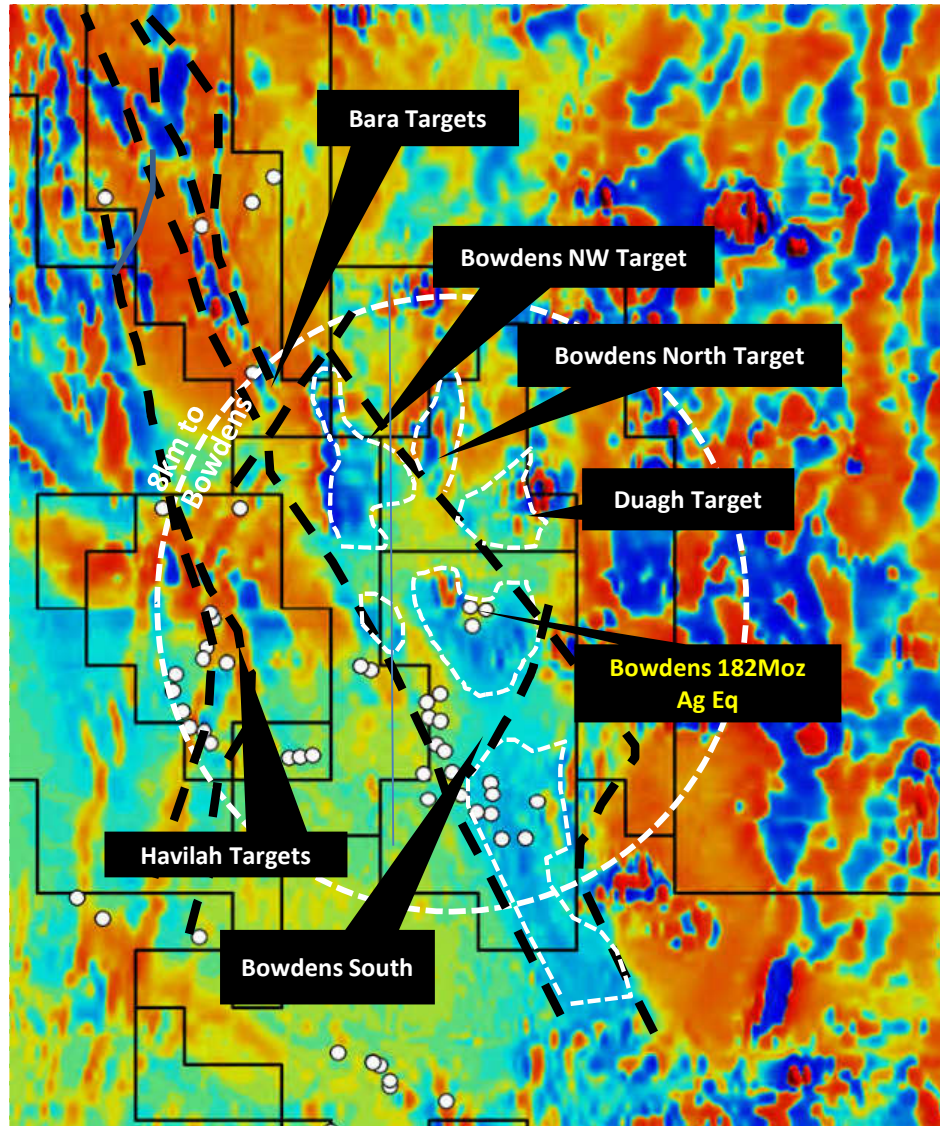 Bara Targets
Bowdens NW Target
Bowdens North Target
8km to
Bowdens
Duagh Target
Bowdens 182Moz
Ag Eq
Havilah Targets
Bowdens South